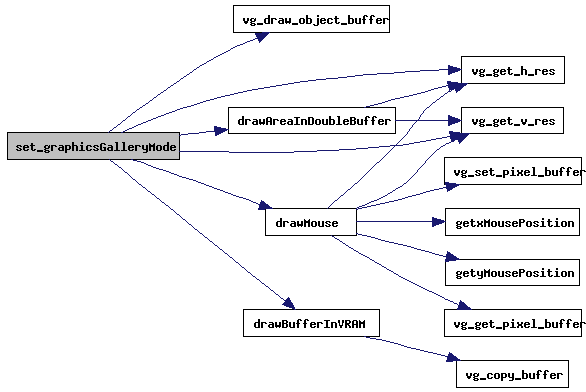 vg_draw_object_buffer
vg_get_h_res
drawAreaInDoubleBuffer
vg_get_v_res
set_graphicsGalleryMode
vg_set_pixel_buffer
drawMouse
getxMousePosition
getyMousePosition
drawBufferInVRAM
vg_get_pixel_buffer
vg_copy_buffer